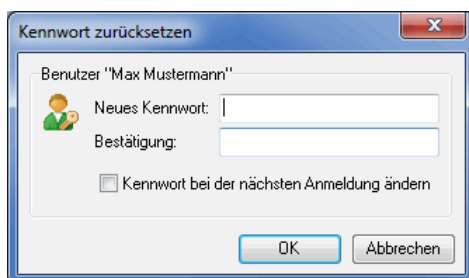 Kennwort zurücksetzen
Benutzer "Max Mustermann"
Neues Kennwort:
Bestätigung:
Kennwort bei der nächsten Anmeldung ändern
OK Abbrechen